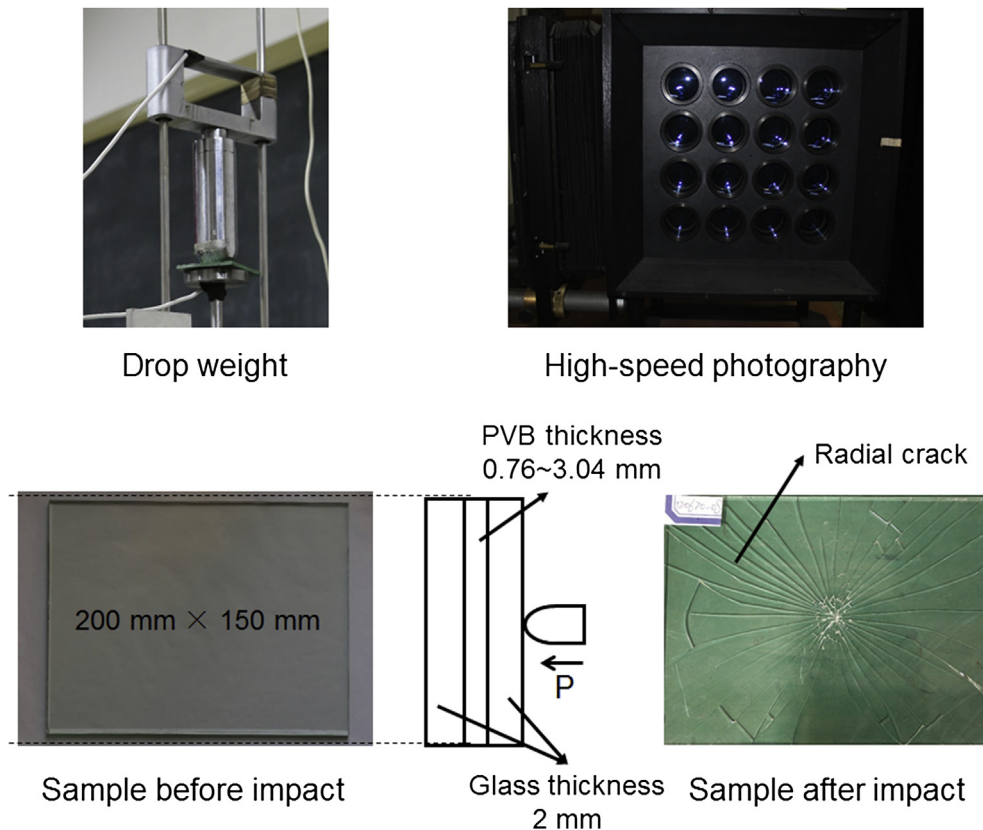 Drop weight
High-speed photography
PVB thickness
0.76~3.04 mm
Radial crack
200 mm × 150 mm
P
Glass thickness
2 mm
Sample before impact
Sample after impact